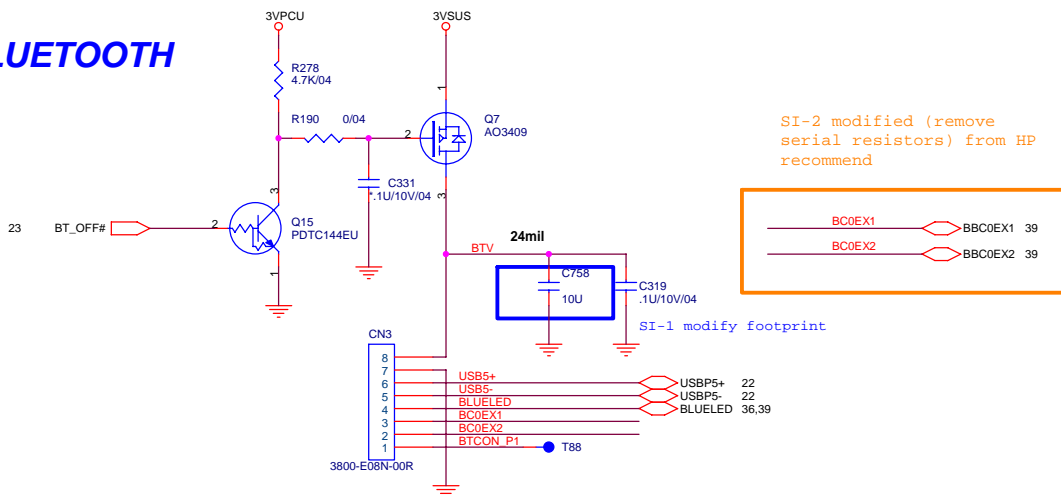 LUETOOTH
3VPCU
3VSUS
R278
4.7K/04
R190 0/04
1
2
Q7
AO3409
3
C331
*.1U/10V/04
23 BT_OFF#
2
3
Q15
PDTC144EU
1
SI-2 modified (remove
serial resistors) from HP
recommend
BC0EX1 BBC0EX1 39
BC0EX2 BBC0EX2 39
24mil
BTV
C758
10U
C319
.1U/10V/04
SI-1 modify footprint
CN3
8
7
6 USB5+ USBP5+ 22
5 USB5- USBP5- 22
4 BLUELED BLUELED 36,39
3 BC0EX1
2 BC0EX2
1 BTCON_P1 T88
3800-E08N-00R